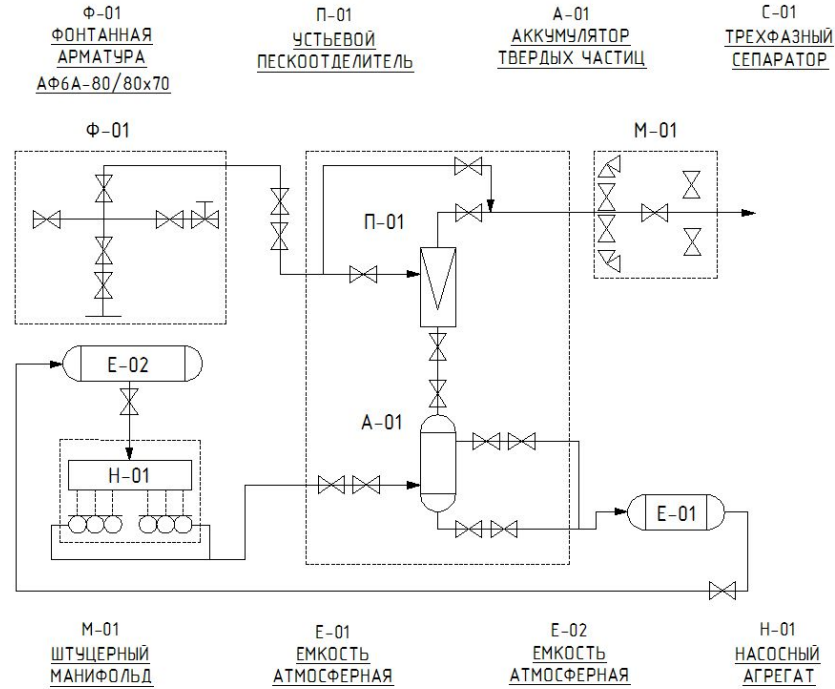 Ф-01
ФОНТАННАЯ
АРМАТУРА
АФ6А-80/80х70
П-01
УСТЬЕВОЙ
ПЕСКООТДЕЛИТЕЛЬ
А-01
АККУМУЛЯТОР
ТВЕРДЫХ ЧАСТИЦ
С-01
ТРЕХФАЗНЫЙ
СЕПАРАТОР
Ф-01
М-01
П-01
Е-02
А-01
Н-01
Е-01
М-01
ШТУЦЕРНЫЙ
МАНИФОЛЬД
Е-01
ЕМКОСТЬ
АТМОСФЕРНАЯ
Е-02
ЕМКОСТЬ
АТМОСФЕРНАЯ
Н-01
НАСОСНЫЙ
АГРЕГАТ